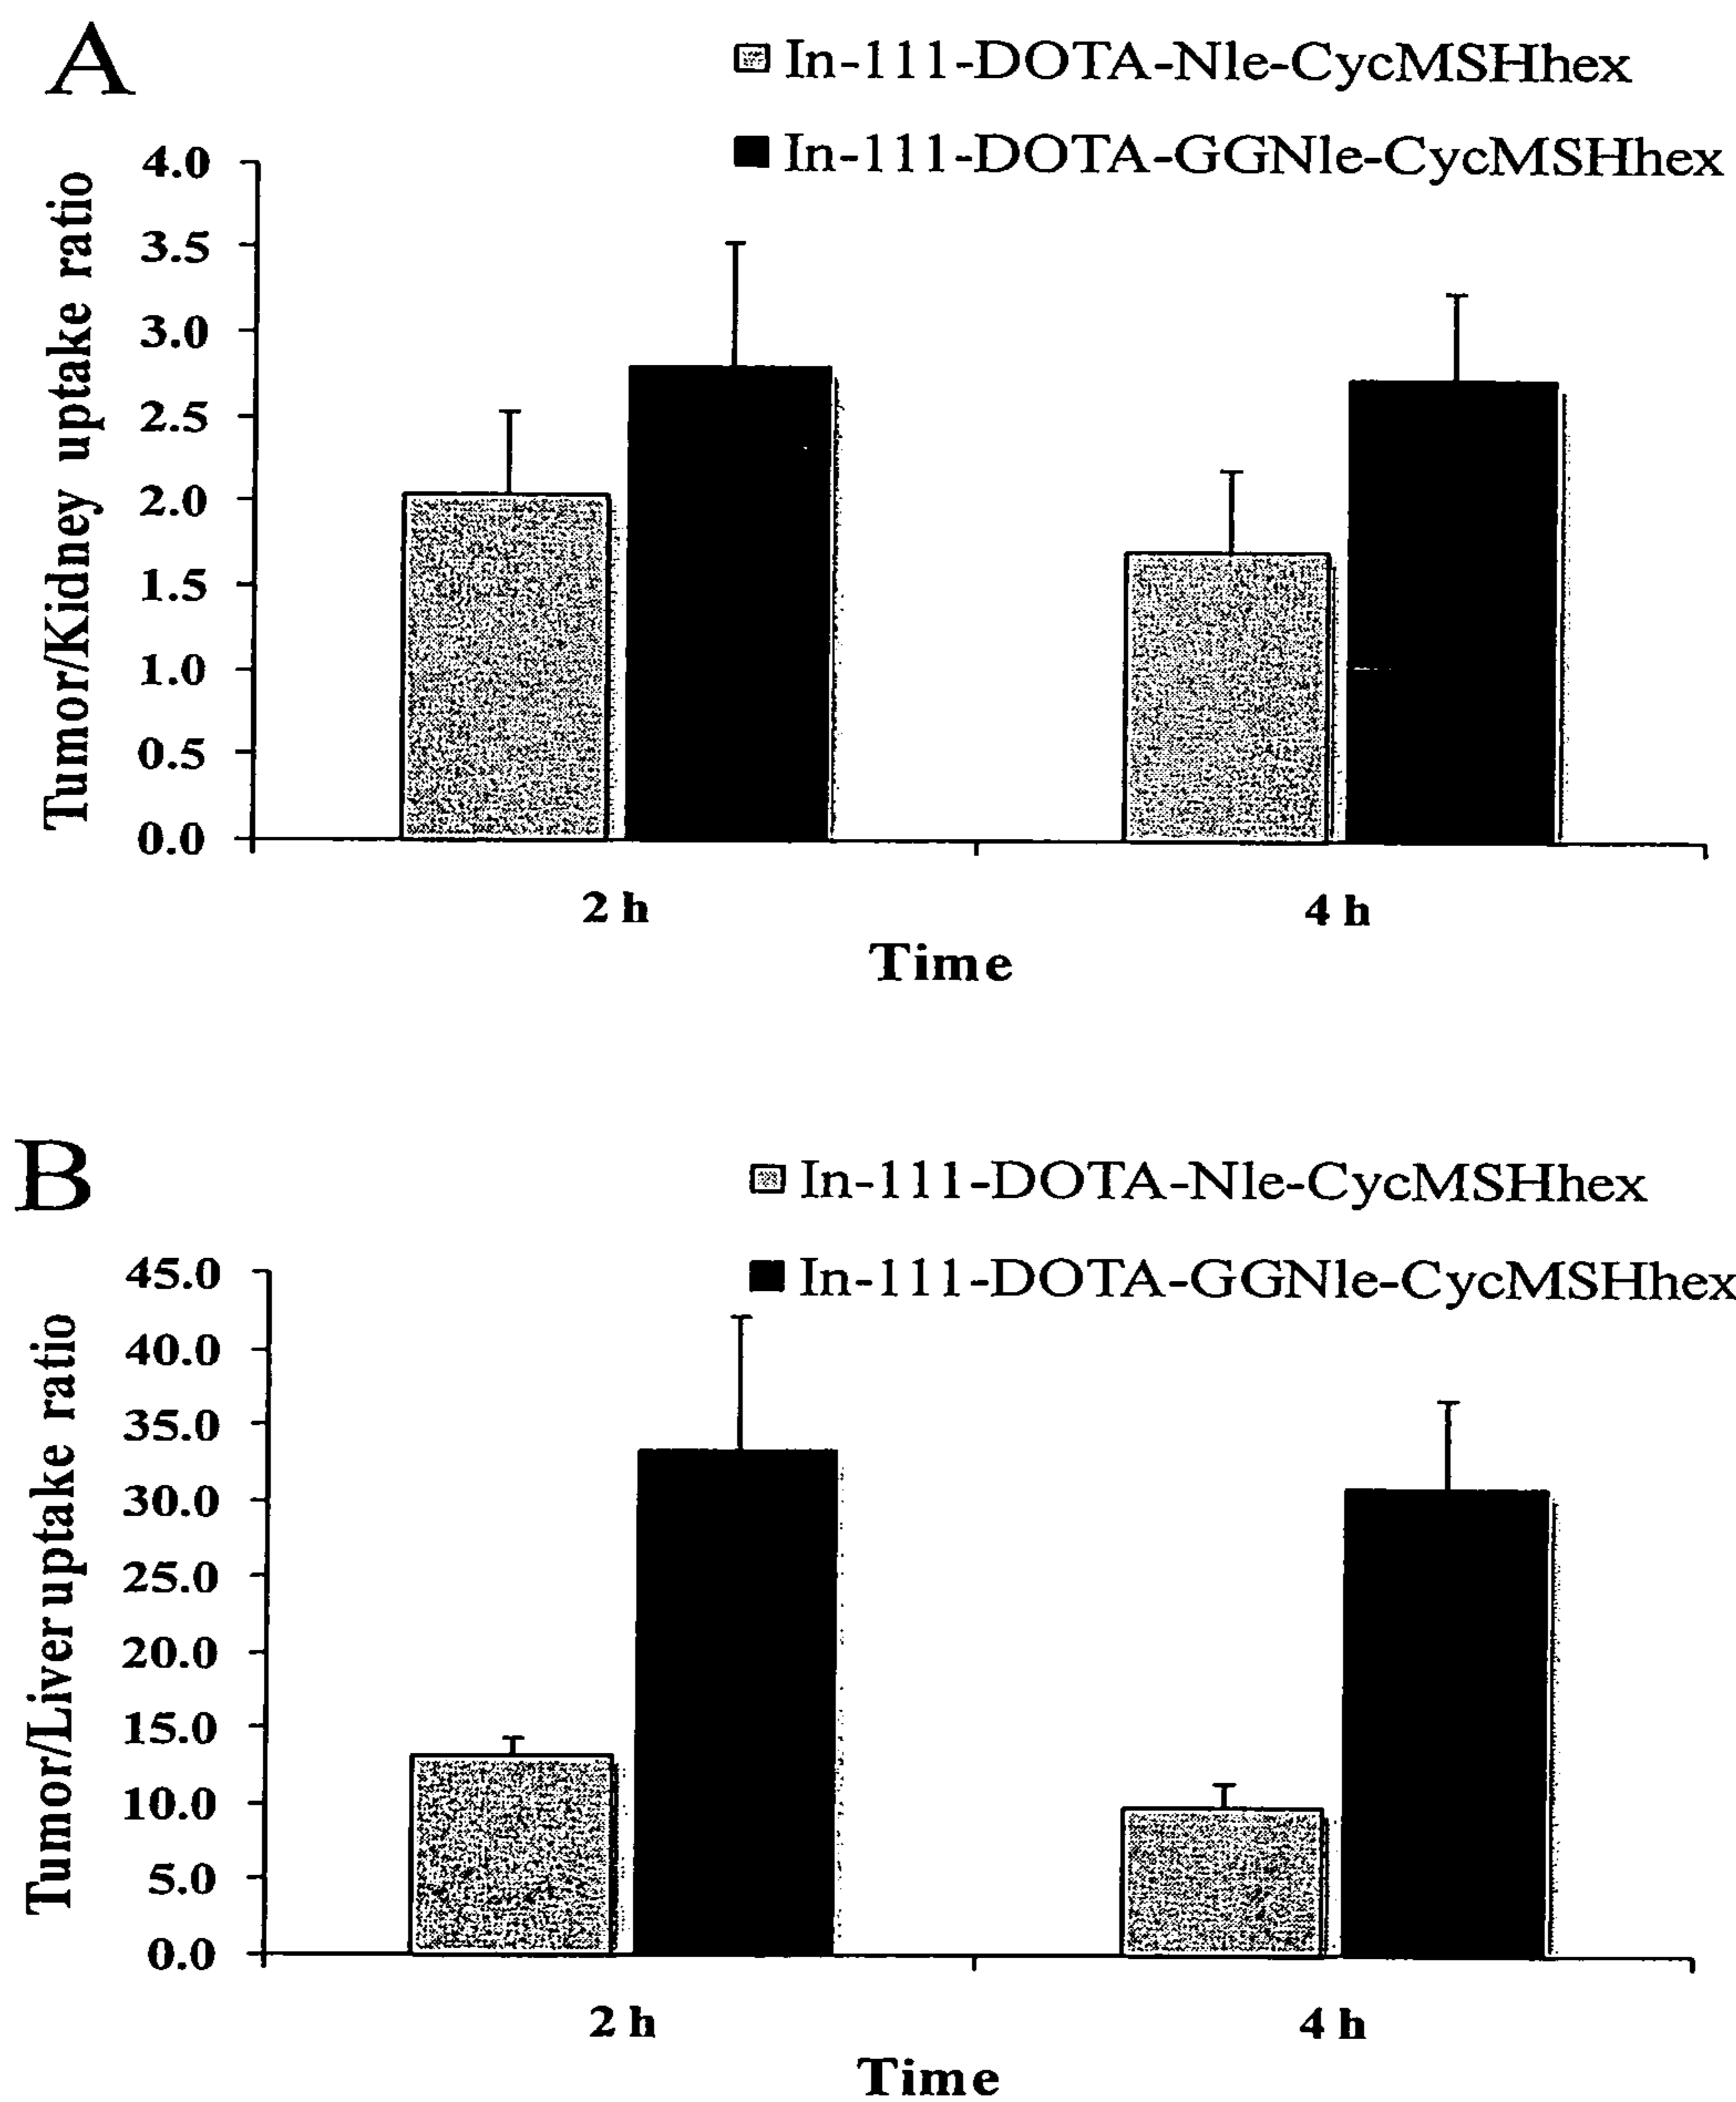 A
In-111-DOTA-Nle-CycMSHhex
In-111-DOTA-GGNle-CycMSHhex
Tumor/Kidney uptake ratio
4.0
3.5
3.0
2.5
2.0
1.5
1.0
0.5
0.0
2 h
4 h
Time
B
In-111-DOTA-Nle-CycMSHhex
In-111-DOTA-GGNle-CycMSHhex
Tumor/Liver uptake ratio
45.0
40.0
35.0
30.0
25.0
20.0
15.0
10.0
5.0
0.0
2 h
4 h
Time